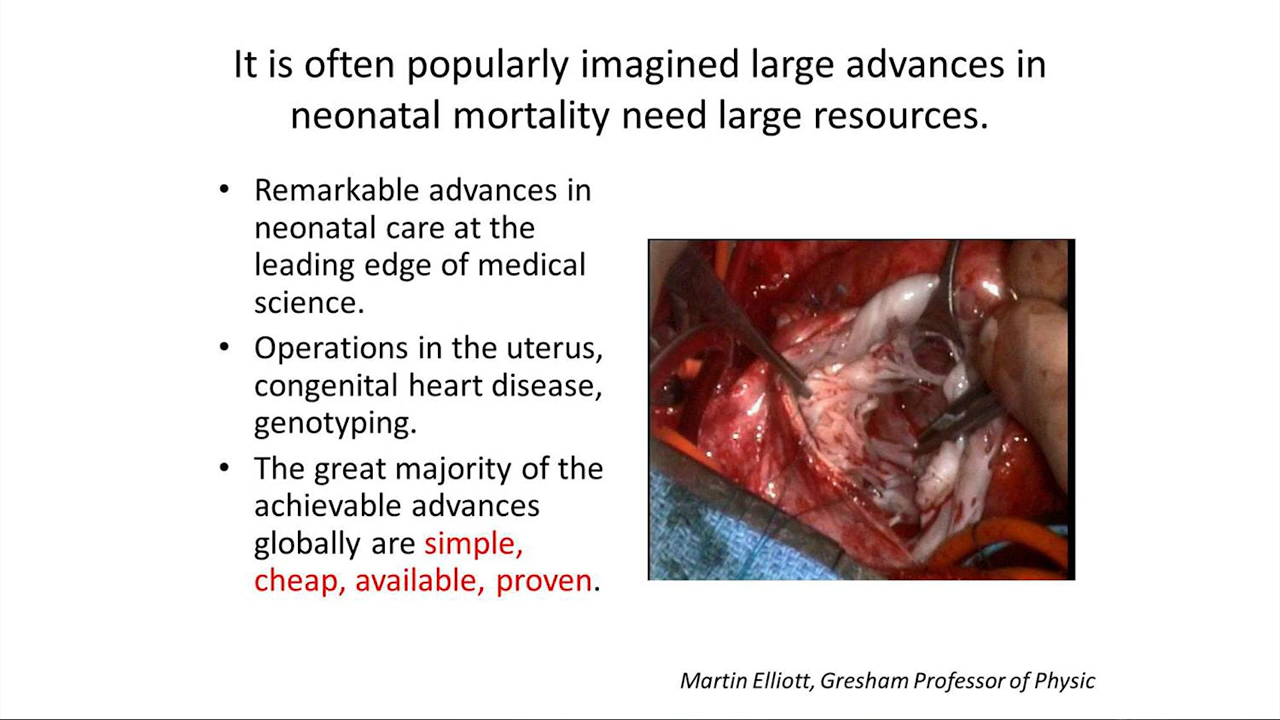 It is often popularly imagined large advances in
neonatal mortality need large resources.
• Remarkable advances in
neonatal care at the
leading edge of medical
science.
• Operations in the uterus,
congenital heart disease,
genotyping.
• The great majority of the
achievable advances
globally are simple,
cheap, available, proven.
Martin Elliott, Gresham Professor of Physic